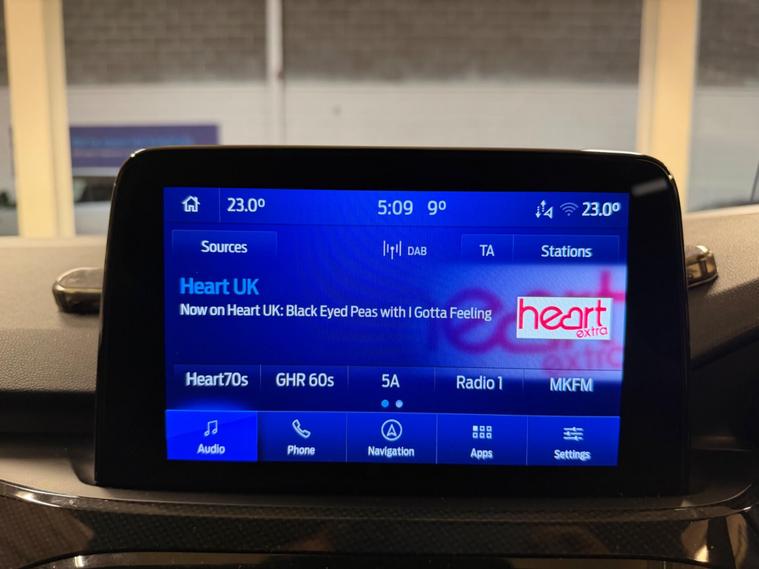 23.0° 5:09 9° 23.0°
Sources DAB TA Stations
Heart UK
Now on Heart UK: Black Eyed Peas with I Gotta Feeling
heart
extra
Heart70s GHR 60s 5A Radio 1 MKFM
Audio Phone Navigation Apps Settings